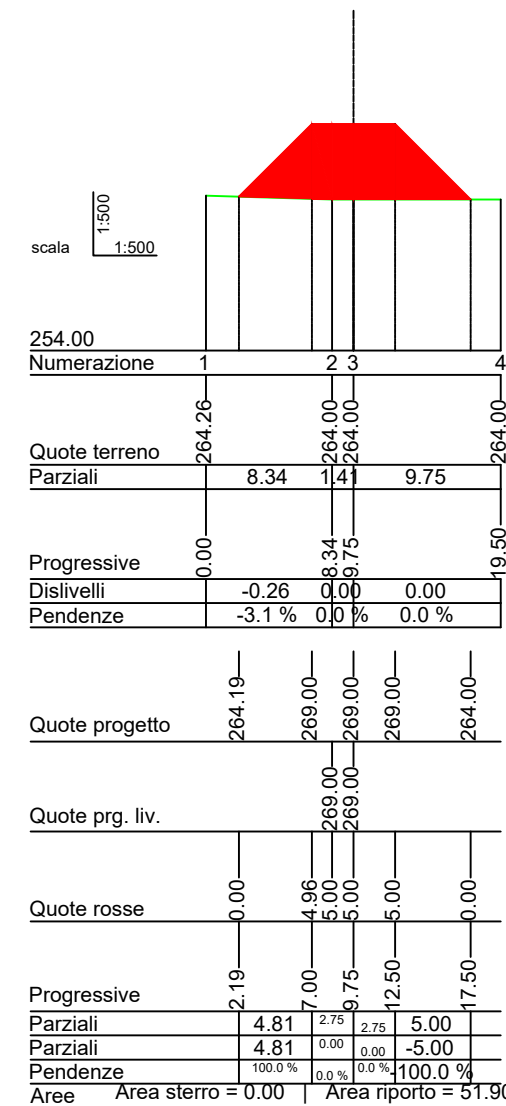 1:500
scala 1:500
254.00
Numerazione 1 2 3 4
Quote terreno 264.26 264.00 264.00 264.00
Parziali 8.34 1.41 9.75
Progressive 0.00 8.34 9.75 19.50
Dislivelli -0.26 0.00 0.00
Pendenze -3.1 % 0.0 % 0.0 %
Quote progetto 264.19 269.00 269.00 269.00 264.00
Quote prg. liv. 269.00 269.00
Quote rosse 0.00 4.96 5.00 5.00 5.00 0.00
Progressive 2.19 7.00 9.75 12.50 17.50
Parziali 4.81 2.75 2.75 5.00
Parziali 4.81 0.00 0.00 -5.00
Pendenze 100.0 % 0.0 % 0.0 % -100.0 %
Aree Area sterro = 0.00 | Area riporto = 51.90